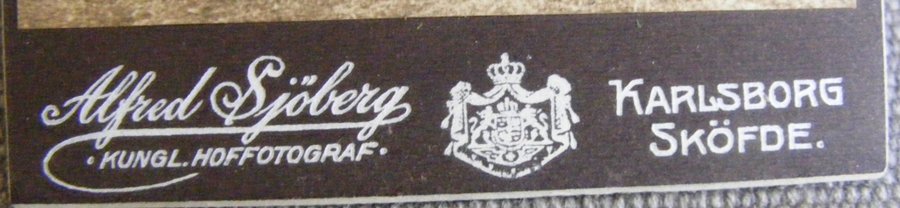 Alfred Sjöberg
· KUNGL. HOFFOTOGRAF ·
KARLSBORG
SKÖFDE.